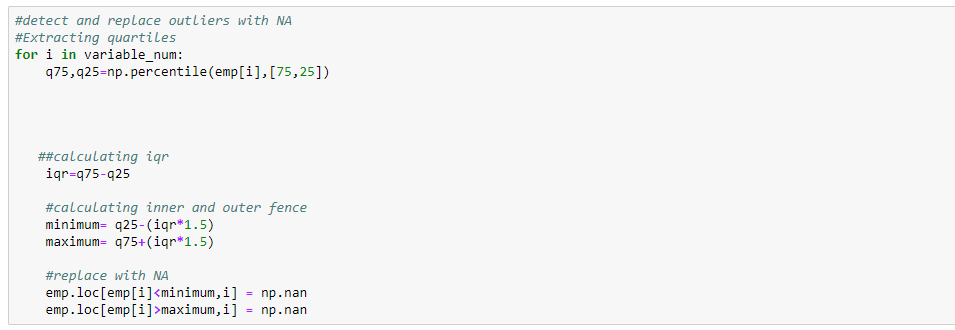 #detect and replace outliers with NA
#Extracting quartiles
for i in variable_num:
    q75,q25=np.percentile(emp[i],[75,25])
   ##calculating iqr
    iqr=q75-q25
    #calculating inner and outer fence
    minimum= q25-(iqr*1.5)
    maximum= q75+(iqr*1.5)
    #replace with NA
    emp.loc[emp[i]<minimum,i] = np.nan
    emp.loc[emp[i]>maximum,i] = np.nan